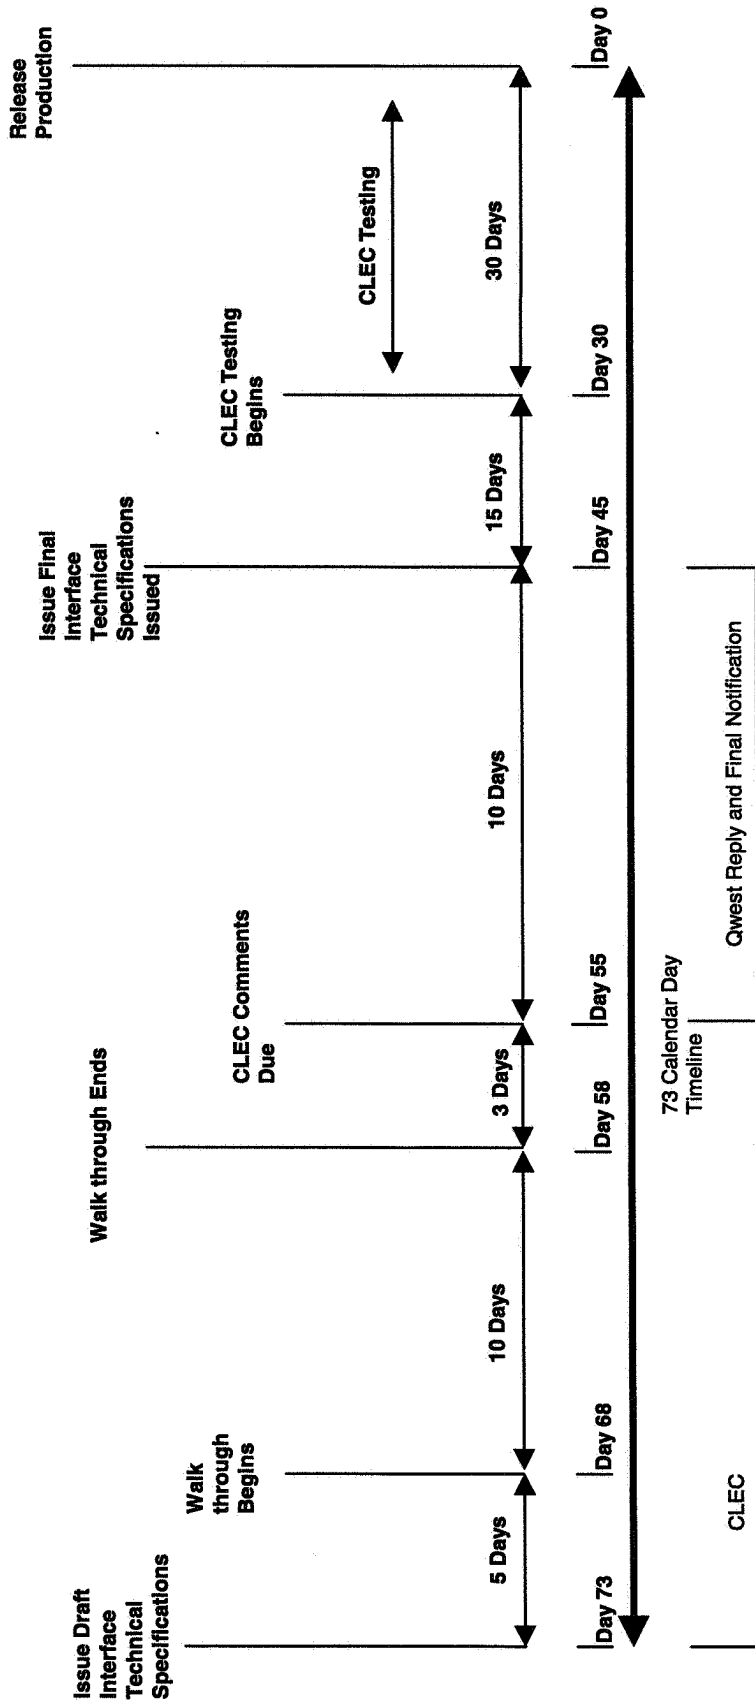 Issue Draft
Interface
Technical
Specifications
Walk
through
Begins
Walk through Ends
CLEC Comments
Due
Issue Final
Interface
Technical
Specifications
Issued
CLEC Testing
Begins
CLEC Testing
Release
Production
5 Days
10 Days
3 Days
10 Days
15 Days
30 Days
Day 73
Day 68
Day 58
Day 55
Day 45
Day 30
Day 0
73 Calendar Day
Timeline
CLEC
Qwest Reply and Final Notification